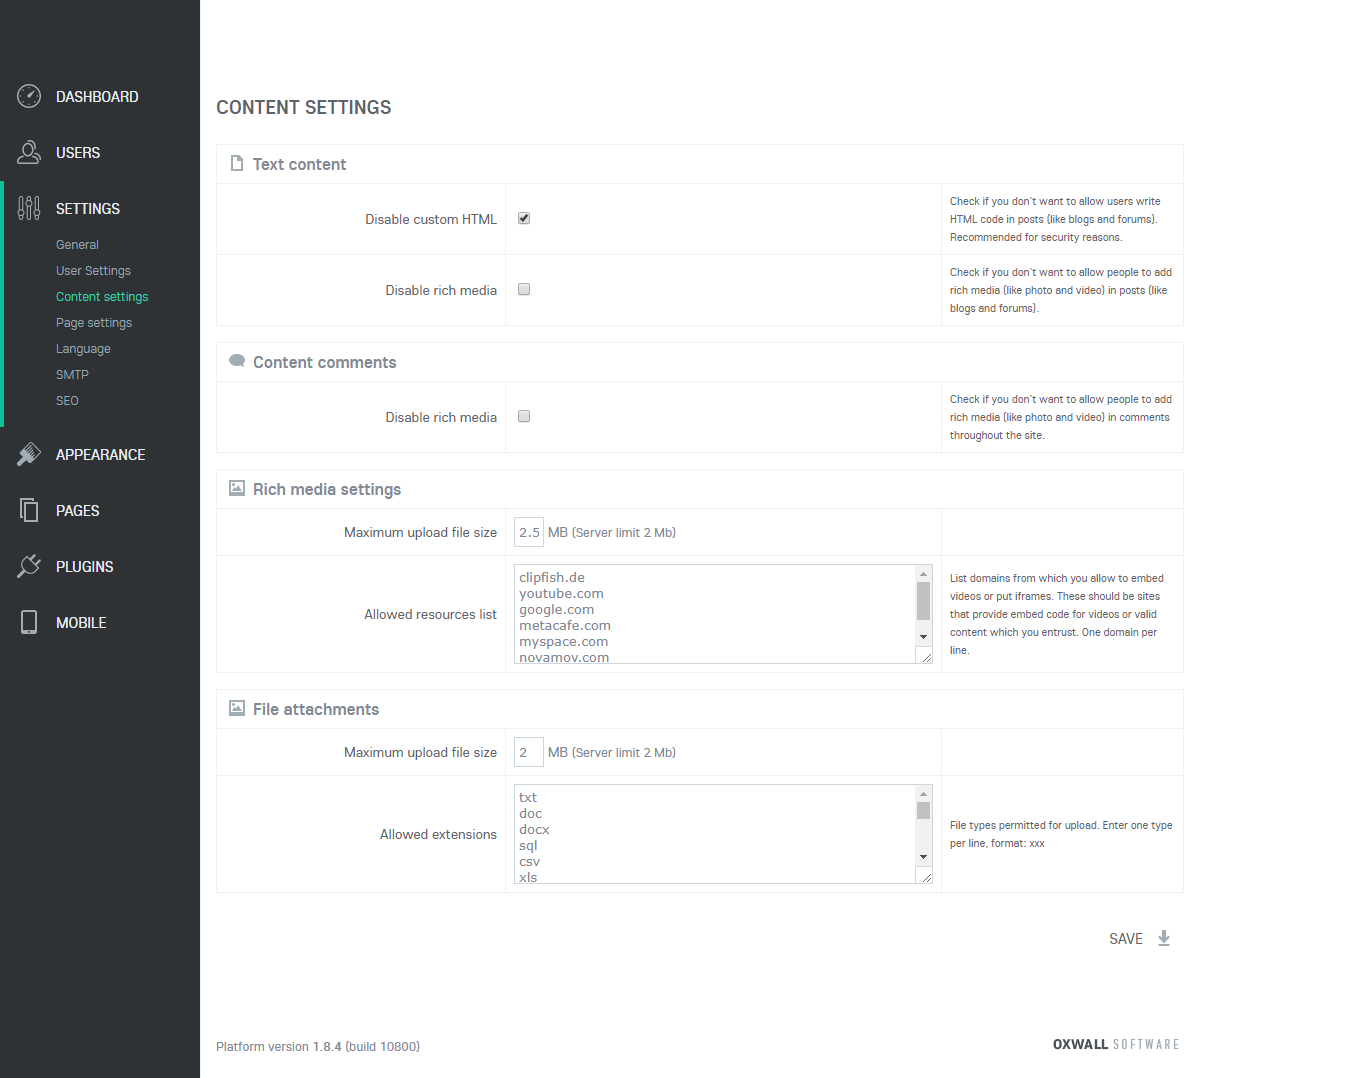 DASHBOARD
USERS
SETTINGS
General
User Settings
Content settings
Page settings
Language
SMTP
SEO
APPEARANCE
PAGES
PLUGINS
MOBILE
CONTENT SETTINGS
Text content
Disable custom HTML
Check if you don't want to allow users write
HTML code in posts (like blogs and forums).
Recommended for security reasons.
Disable rich media
Check if you don't want to allow people to add
rich media (like photo and video) in posts (like
blogs and forums).
Content comments
Disable rich media
Check if you don't want to allow people to add
rich media (like photo and video) in comments
throughout the site.
Rich media settings
Maximum upload file size
2.5 MB (Server limit 2 Mb)
Allowed resources list
clipfish.de
youtube.com
google.com
metacafe.com
myspace.com
novamov.com
List domains from which you allow to embed
videos or put iframes. These should be sites
that provide embed code for videos or valid
content which you entrust. One domain per
line.
File attachments
Maximum upload file size
2 MB (Server limit 2 Mb)
Allowed extensions
txt
doc
docx
sql
csv
xls
File types permitted for upload. Enter one type
per line, format: xxx
SAVE
Platform version 1.8.4 (build 10800)
OXWALL SOFTWARE